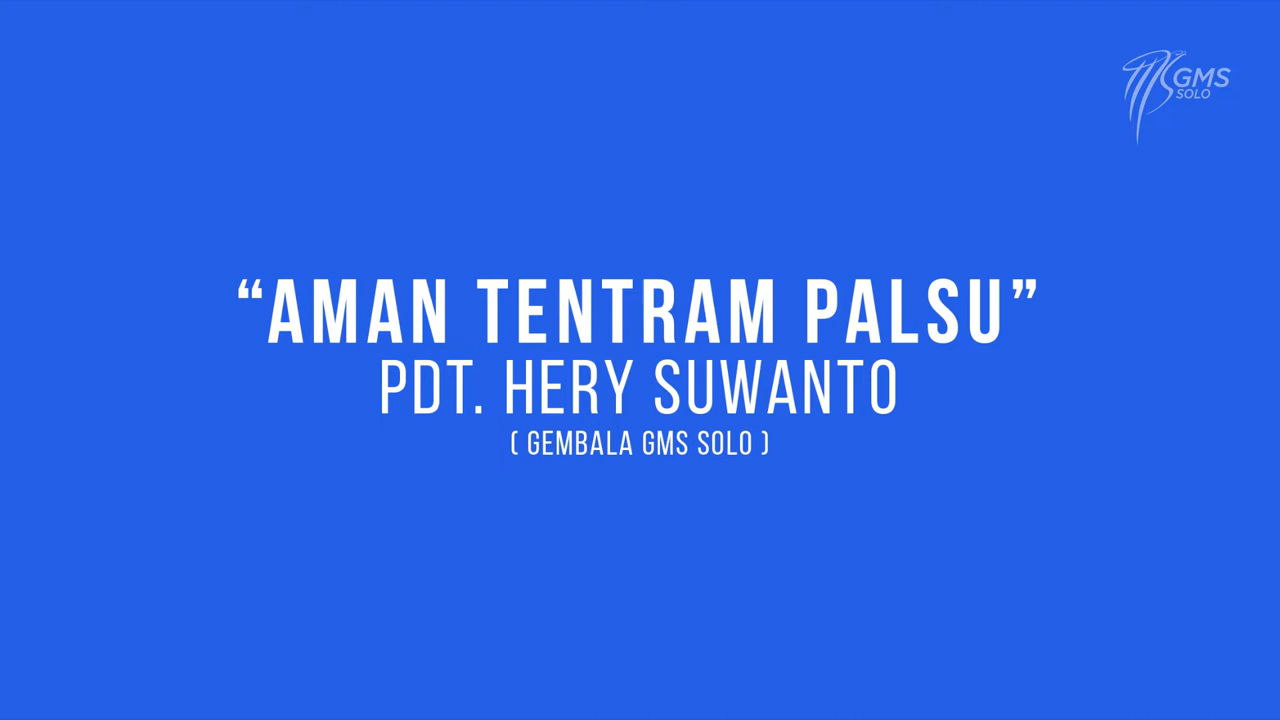 GMS
SOLO
“AMAN TENTRAM PALSU”
PDT. HERY SUWANTO
( GEMBALA GMS SOLO )